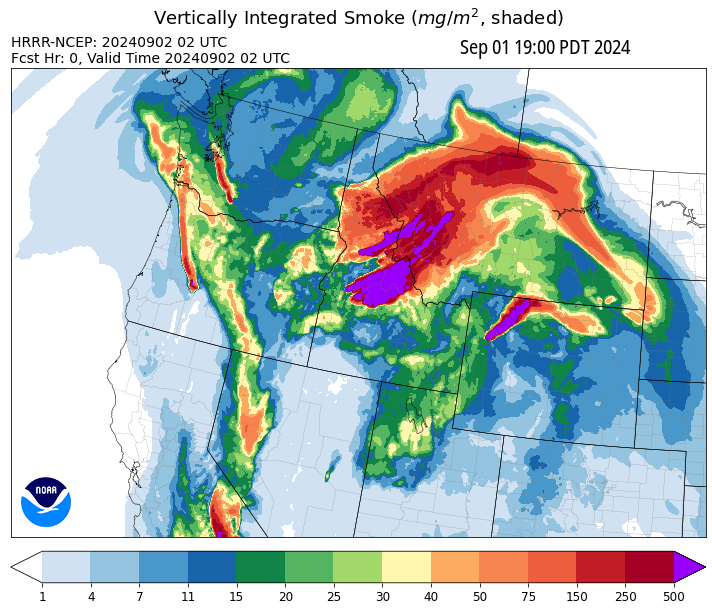 Vertically Integrated Smoke (mg/m², shaded)
HRRR-NCEP: 20240902 02 UTC
Fcst Hr: 0, Valid Time 20240902 02 UTC
Sep 01 19:00 PDT 2024
NOAA
1 4 7 11 15 20 25 30 40 50 75 150 250 500